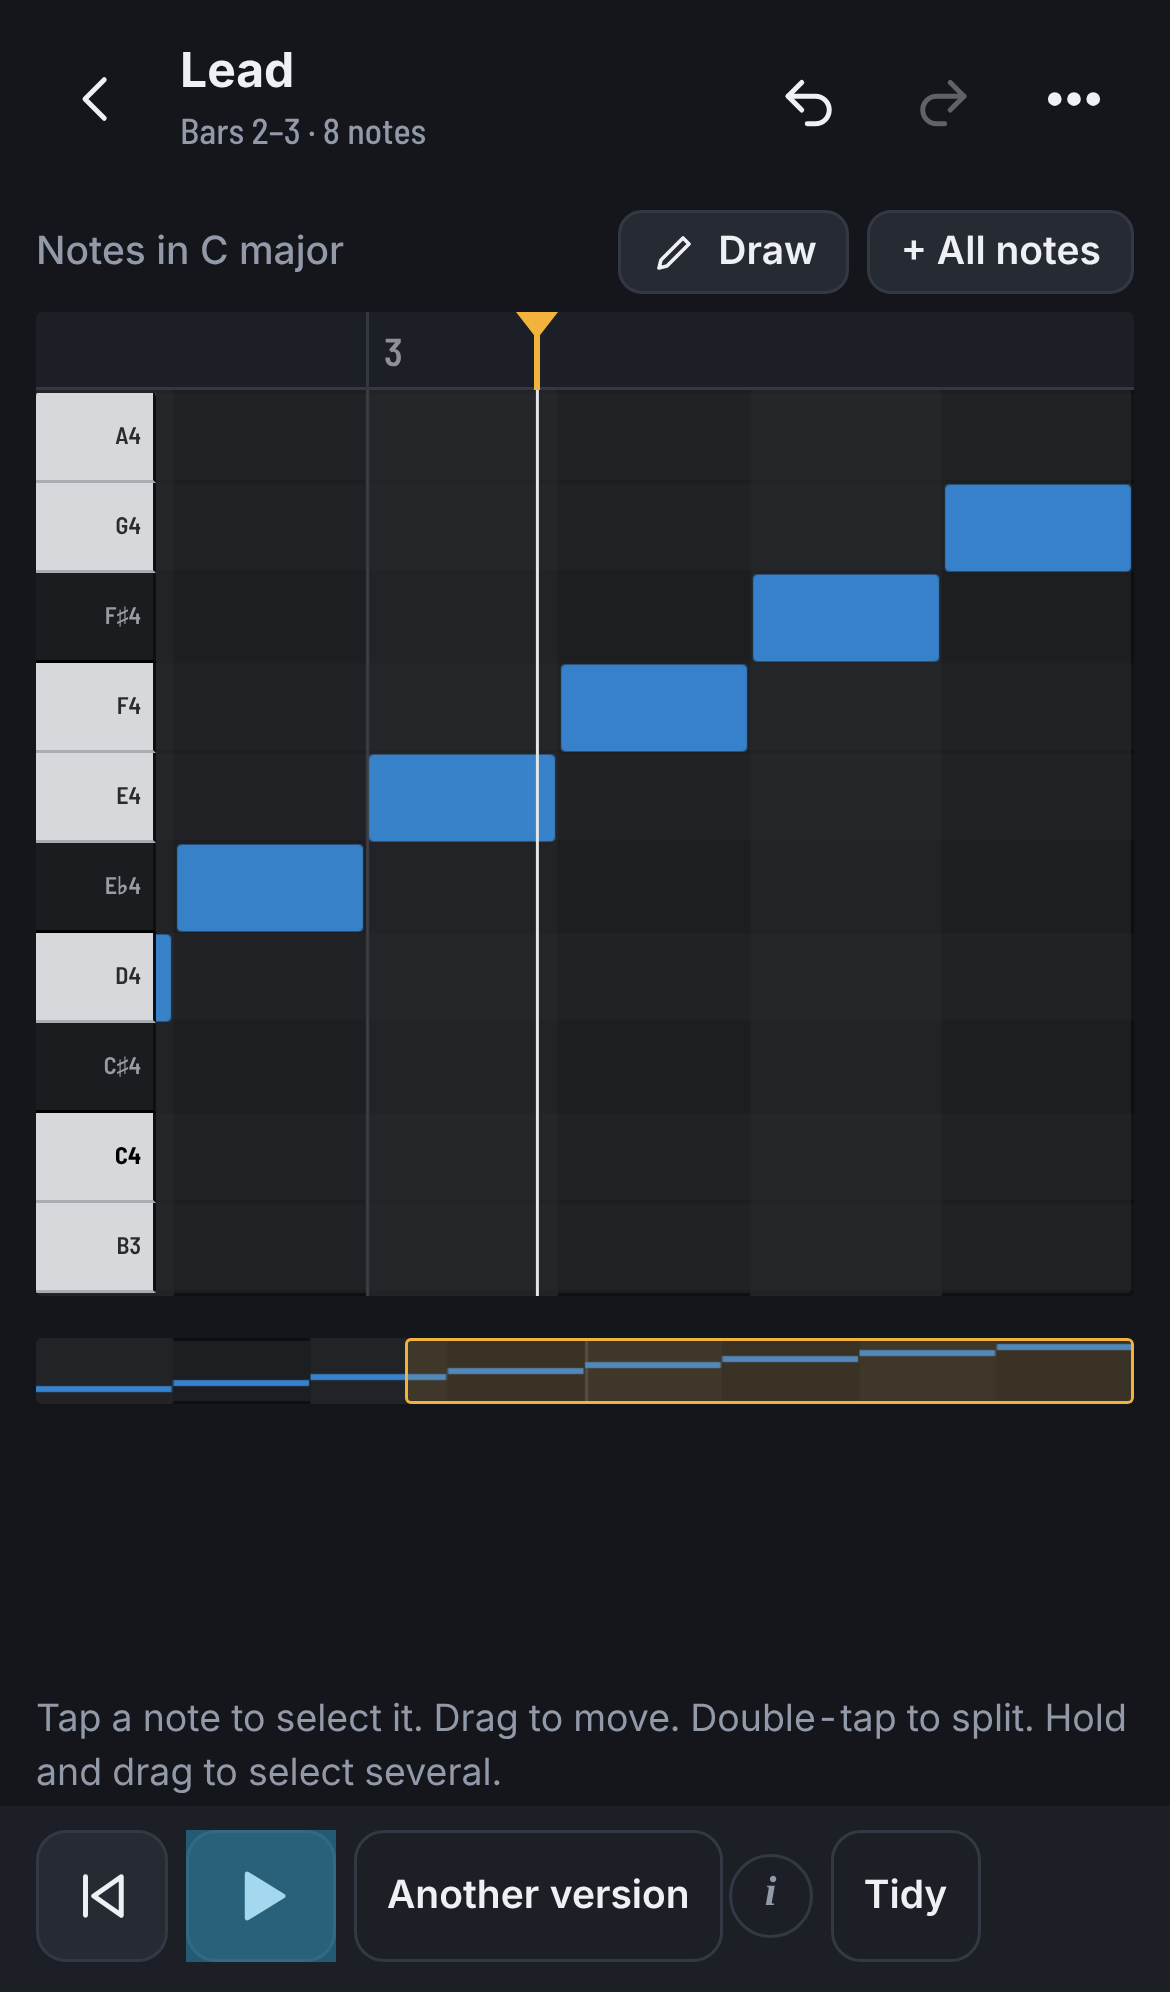 Lead
Bars 2–3 · 8 notes
Notes in C major
Draw
+ All notes
3
A4
G4
F♯4
F4
E4
E♭4
D4
C♯4
C4
B3
Tap a note to select it. Drag to move. Double-tap to split. Hold
and drag to select several.
Another version
i
Tidy